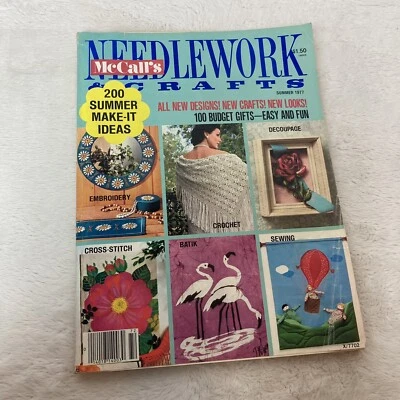 McCall's
NEEDLEWORK
& CRAFTS
$1.50
SUMMER 1977
200
SUMMER
MAKE-IT
IDEAS
ALL NEW DESIGNS! NEW CRAFTS! NEW LOOKS!
100 BUDGET GIFTS—EASY AND FUN
DECOUPAGE
EMBROIDERY
CROCHET
CROSS-STITCH
BATIK
SEWING
X/7702